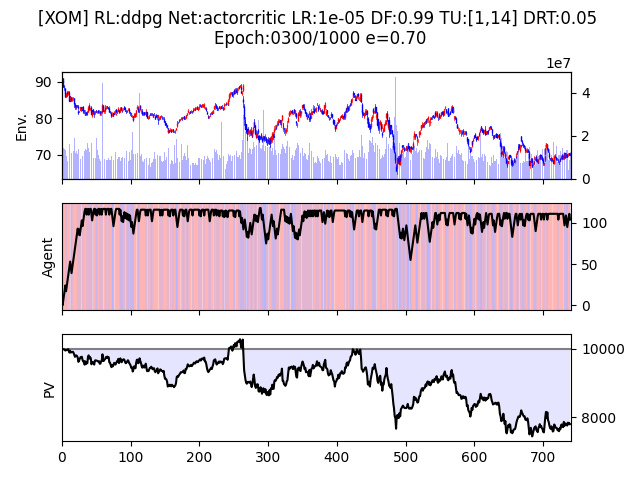 [XOM] RL:ddpg Net:actorcritic LR:1e-05 DF:0.99 TU:[1,14] DRT:0.05
Epoch:0300/1000 e=0.70
1e7
90
80
70
Env.
4
2
0
Agent
100
50
0
PV
10000
8000
0 100 200 300 400 500 600 700